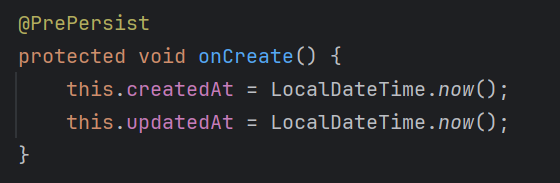 @PrePersist
protected void onCreate() {
    this.createdAt = LocalDateTime.now();
    this.updatedAt = LocalDateTime.now();
}